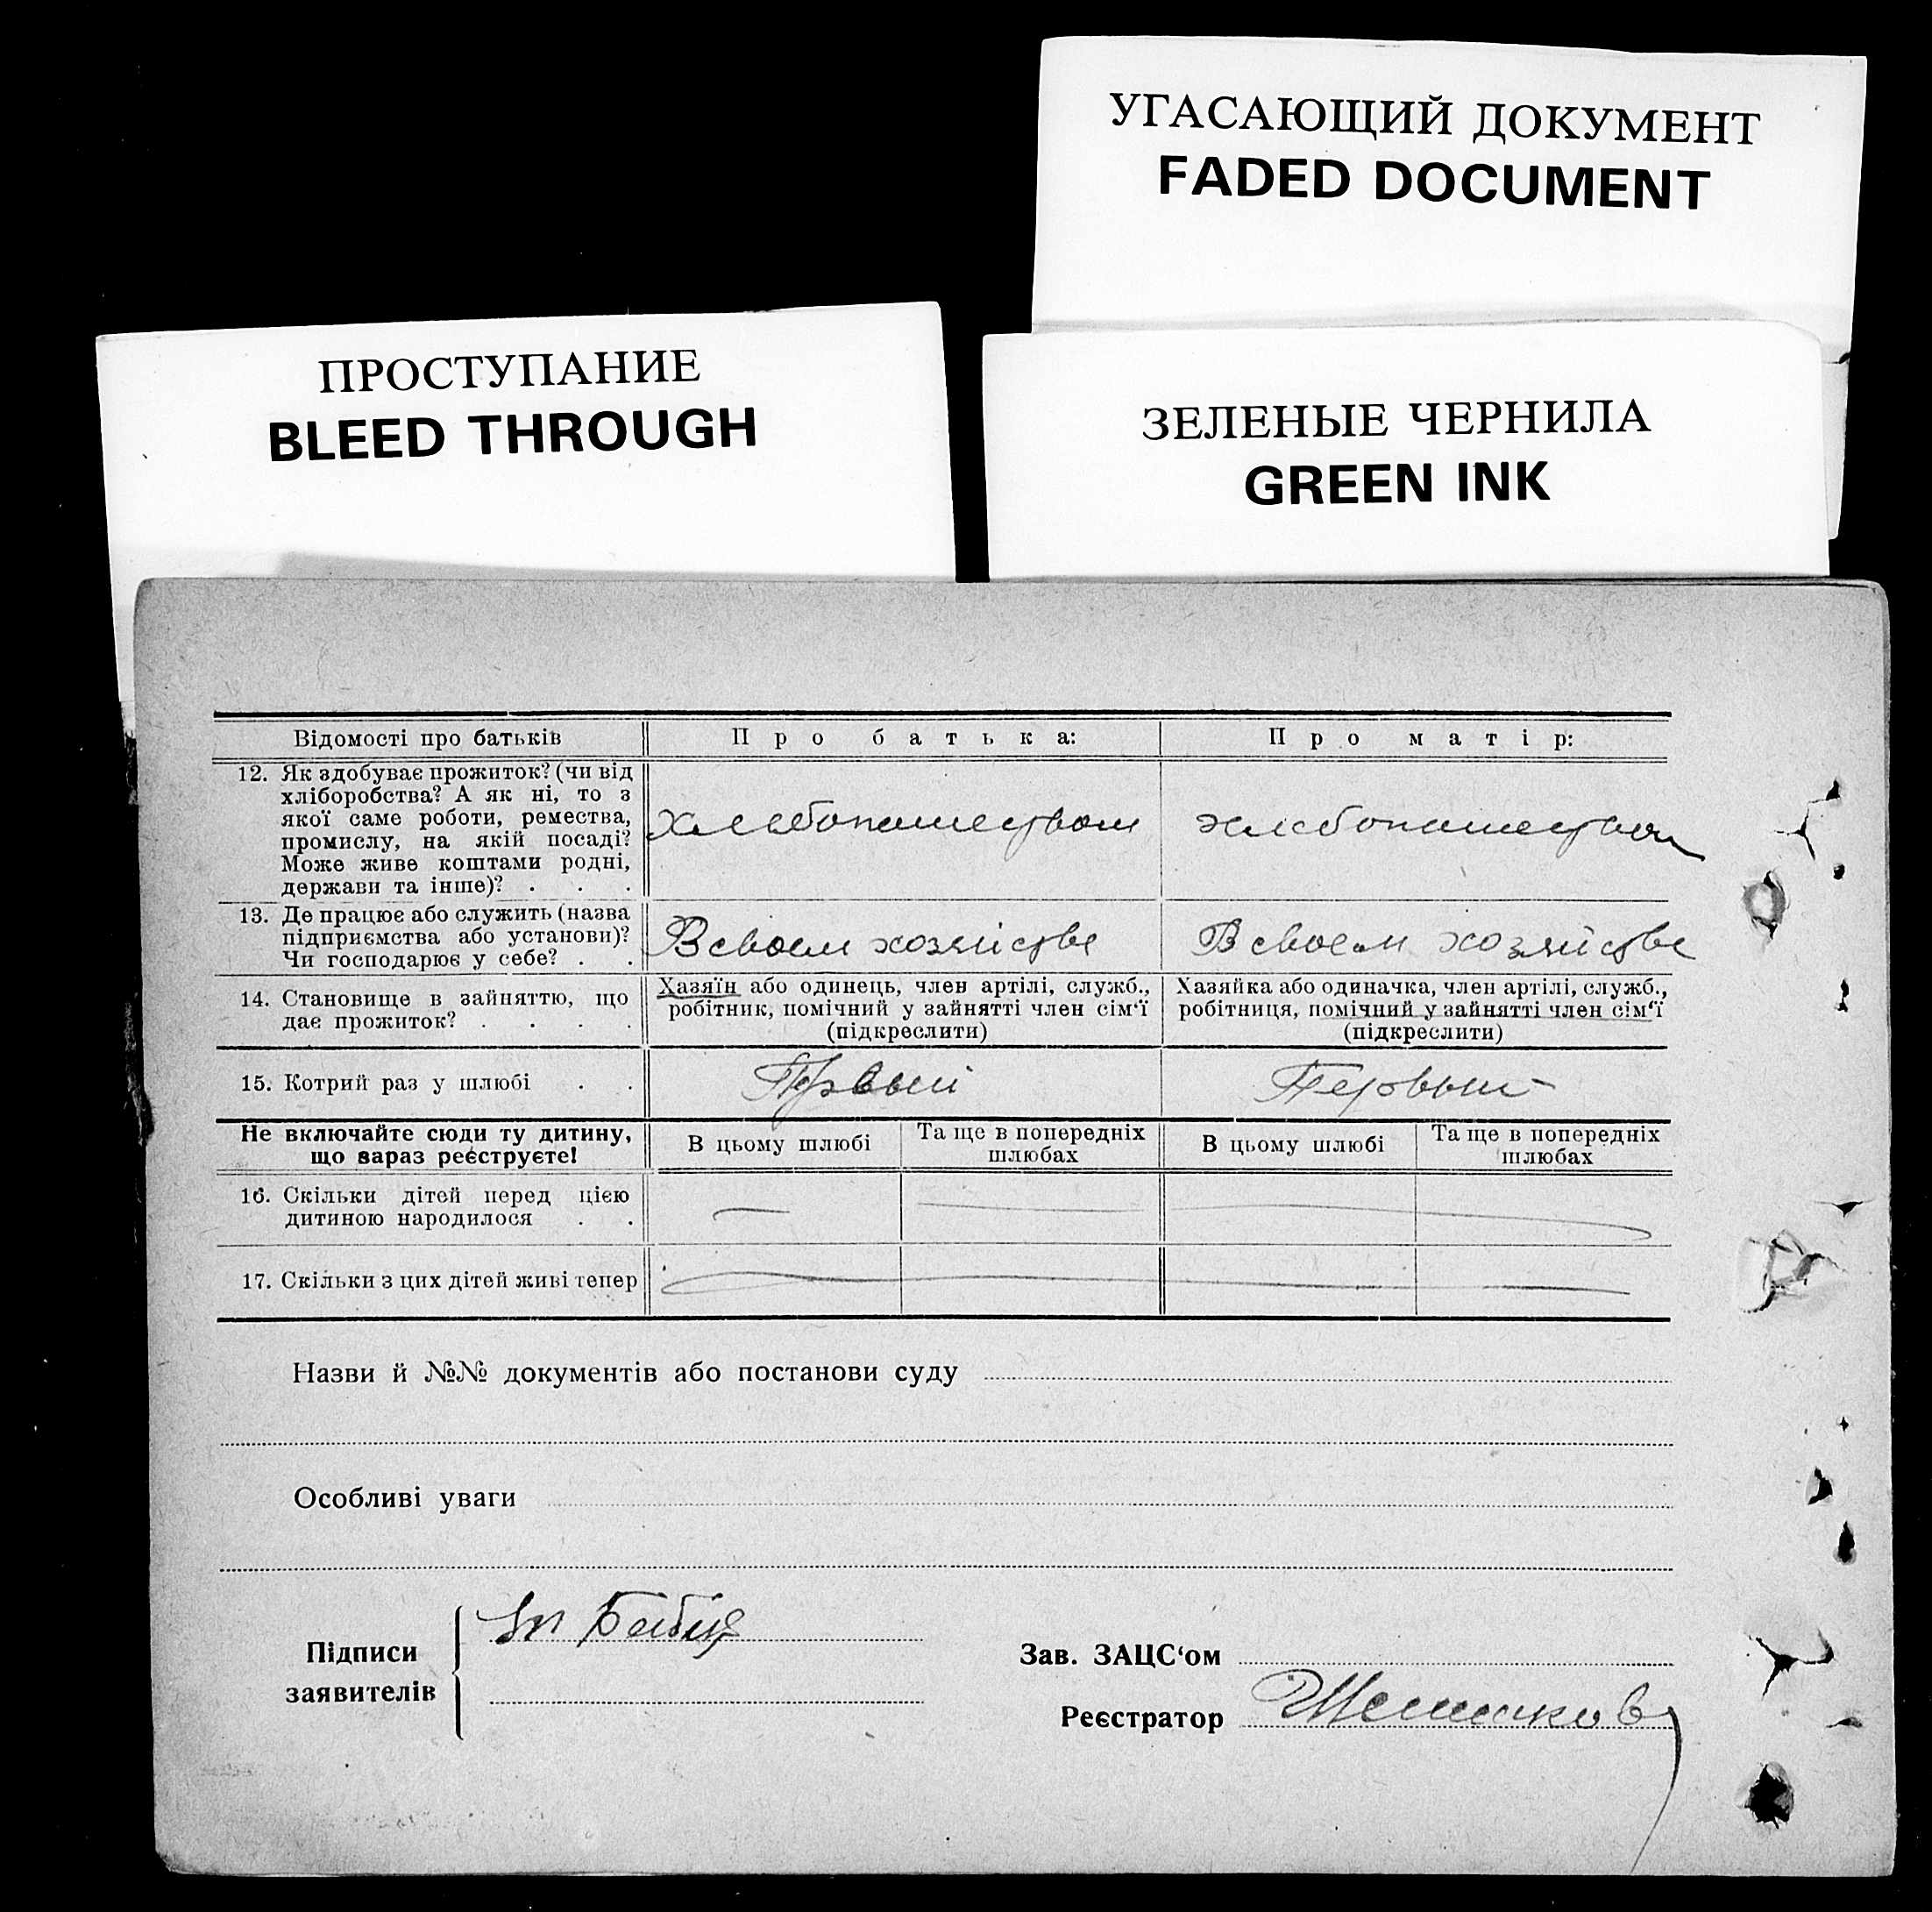 УГАСАЮЩИЙ ДОКУМЕНТ
FADED DOCUMENT
ПРОСТУПАНИЕ
BLEED THROUGH
ЗЕЛЕНЫЕ ЧЕРНИЛА
GREEN INK
Відомості про батьків
Про батька:
Про матір:
12. Як здобуває прожиток? (чи від
хліборобства? А як ні, то з
якої саме роботи, ремества,
промислу, на якій посаді?
Може живе коштами родні,
держави та інше)? . . .
Хлебопашеством
хлебопашеством
13. Де працює або служить (назва
підприємства або установи)?
Чи господарює у себе? . .
В своем хозяйстве
В своем хозяйстве
14. Становище в зайняттю, що
дає прожиток? . . . .
Хазяїн або одинець, член артілі, служб.,
робітник, помічний у зайнятті член сім'ї
(підкреслити)
Хазяйка або одиначка, член артілі, служб.,
робітниця, помічний у зайнятті член сім'ї
(підкреслити)
15. Котрий раз у шлюбі . .
Первый
Первый
Не включайте сюди ту дитину,
що зараз реєструєте!
В цьому шлюбі
Та ще в попередніх
шлюбах
В цьому шлюбі
Та ще в попередніх
шлюбах
16. Скільки дітей перед цією
дитиною народилося . .
17. Скільки з цих дітей живі тепер
Назви й №№ документів або постанови суду
Особливі уваги
Підписи
заявителів
Зав. ЗАЦС'ом
Реєстратор